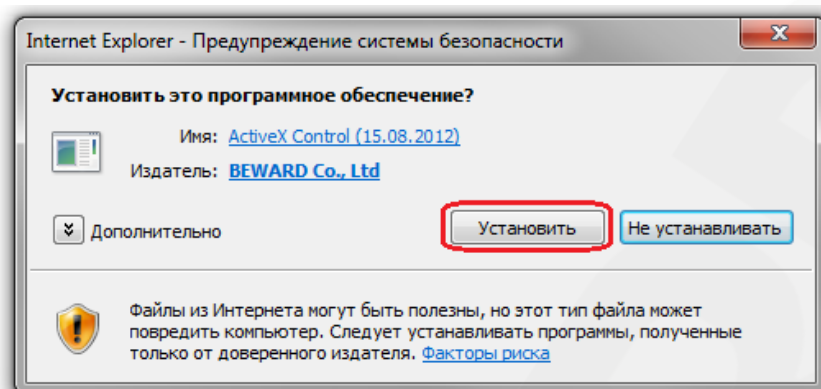 Internet Explorer - Предупреждение системы безопасности
Установить это программное обеспечение?
Имя: ActiveX Control (15.08.2012)
Издатель: BEWARD Co., Ltd
Дополнительно Установить Не устанавливать
Файлы из Интернета могут быть полезны, но этот тип файла может
повредить компьютер. Следует устанавливать программы, полученные
только от доверенного издателя. Факторы риска